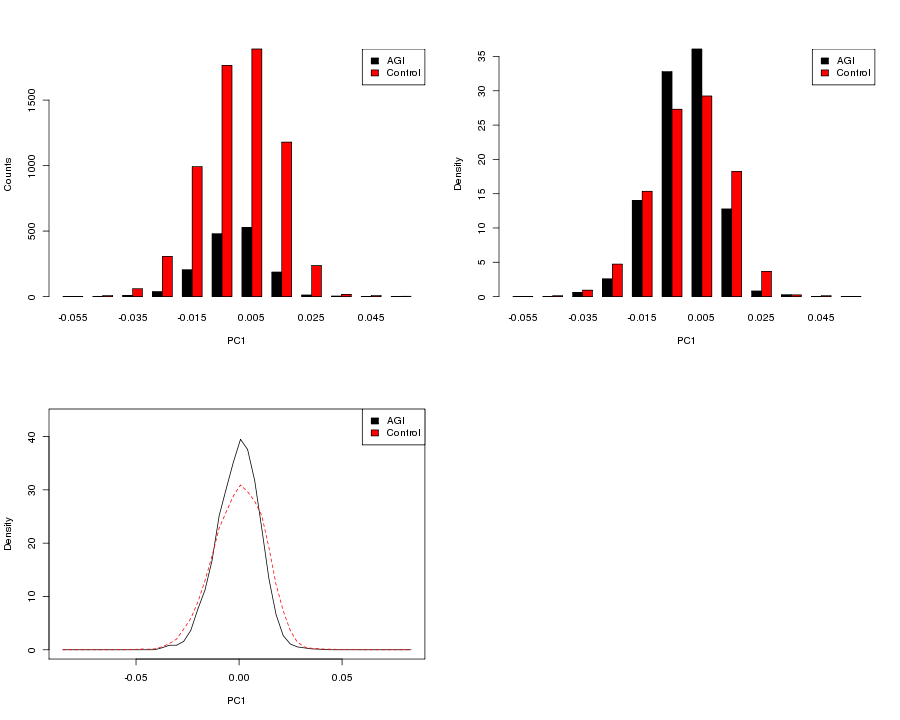 AGI
Control
Counts
0
500
1000
1500
-0.055
-0.035
-0.015
0.005
0.025
0.045
PC1
AGI
Control
Density
0
5
10
15
20
25
30
35
-0.055
-0.035
-0.015
0.005
0.025
0.045
PC1
AGI
Control
Density
0
10
20
30
40
-0.05
0.00
0.05
PC1